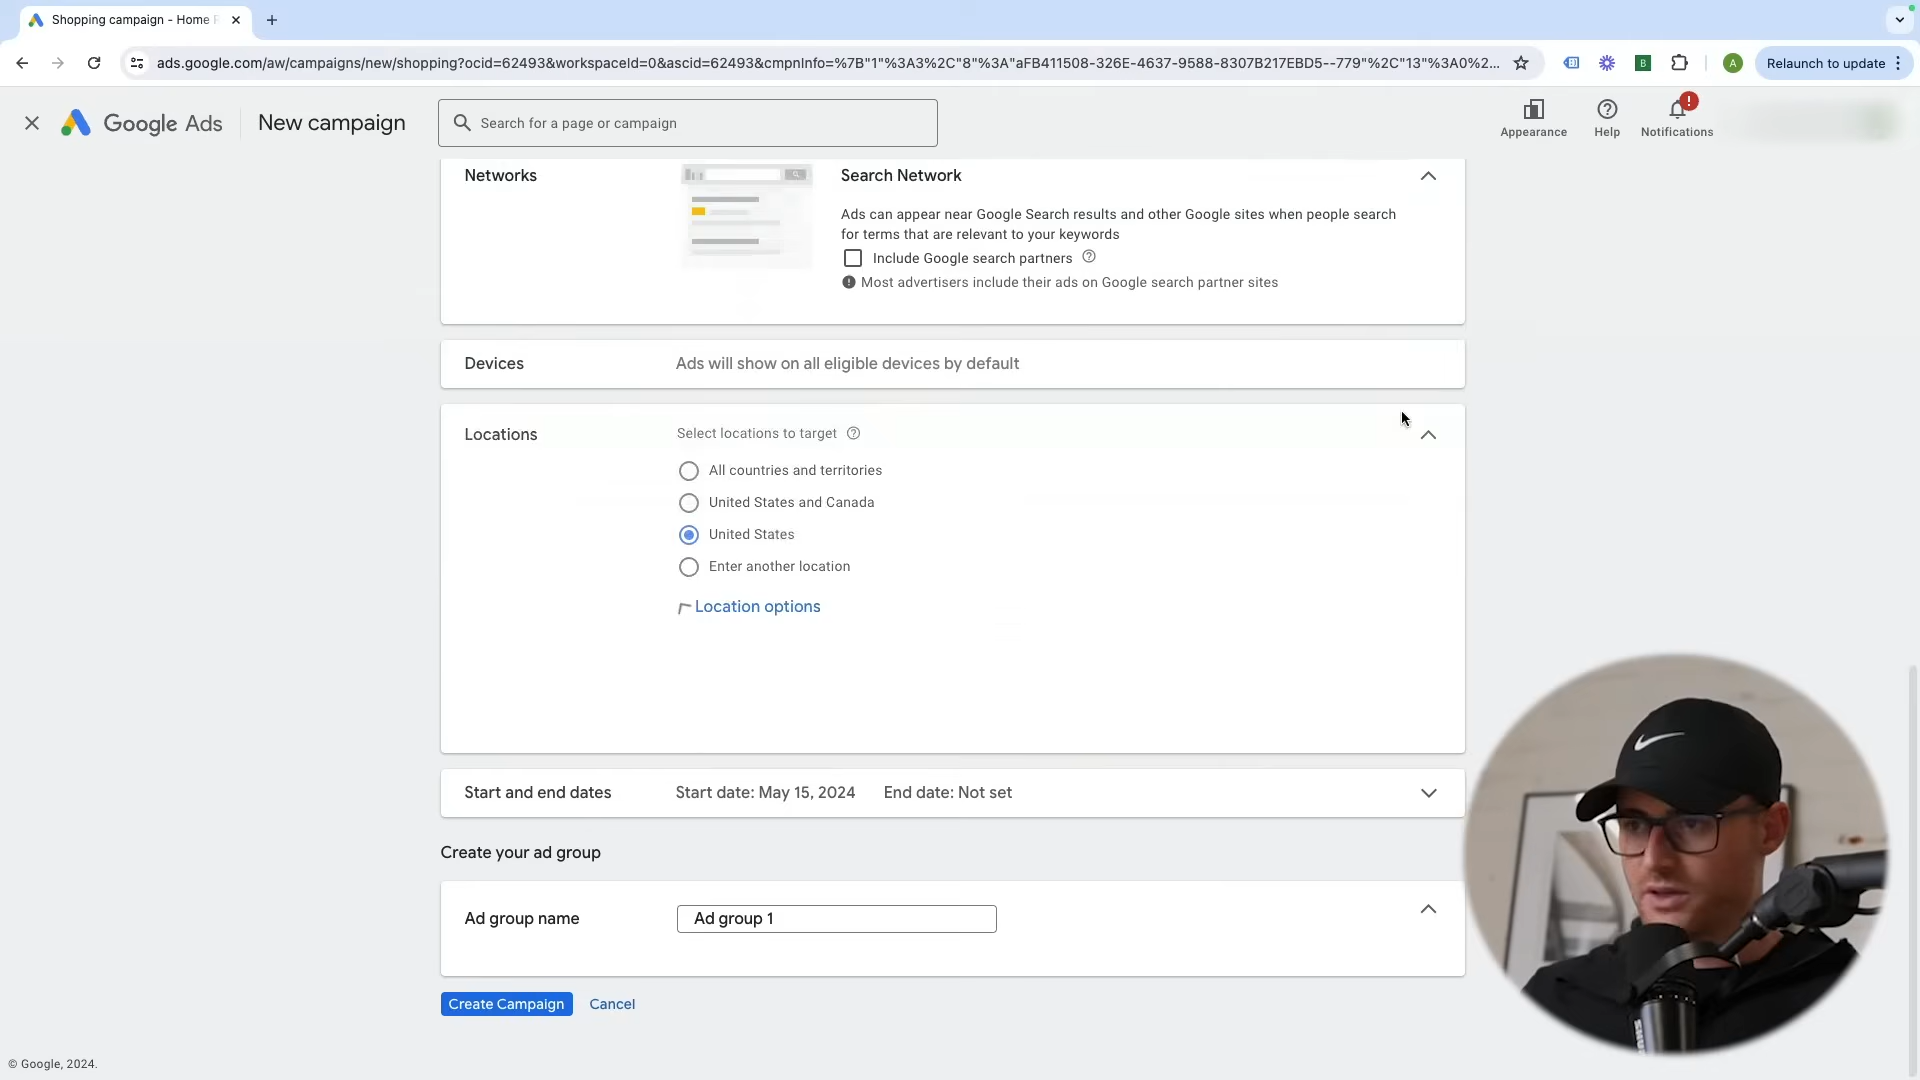 Shopping campaign - Home
ads.google.com/aw/campaigns/new/shopping?ocid=62493&workspaceId=0&ascid=62493&cmpnInfo=%7B"1"%3A3%2C"8"%3A"aFB411508-326E-4637-9588-8307B217EBD5--779"%2C"13"%3A0%2...
B
A
Relaunch to update
Google Ads
New campaign
Search for a page or campaign
Appearance
Help
Notifications
Networks
Search Network
Ads can appear near Google Search results and other Google sites when people search
for terms that are relevant to your keywords
Include Google search partners
Most advertisers include their ads on Google search partner sites
Devices
Ads will show on all eligible devices by default
Locations
Select locations to target
All countries and territories
United States and Canada
United States
Enter another location
Location options
Start and end dates
Start date: May 15, 2024
End date: Not set
Create your ad group
Ad group name
Ad group 1
Create Campaign
Cancel
© Google, 2024.